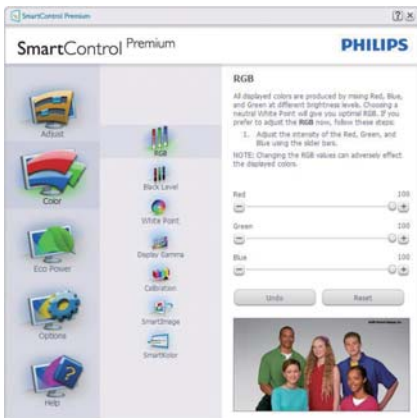 SmartControl Premium
SmartControl Premium
PHILIPS
Adjust
Color
Eco Power
Options
Help
RGB
Black Level
White Point
Display Gamma
Calibration
SmartImage
SmartKolor
RGB
All displayed colors are produced by mixing Red, Blue,
and Green at different brightness levels. Choosing a
neutral White Point will give you optimal RGB. If you
prefer to adjust the RGB now, follow these steps:
1. Adjust the intensity of the Red, Green, and
Blue using the slider bars.
NOTE: Changing the RGB values can adversely effect
the displayed colors.
Red 100
Green 100
Blue 100
Undo Reset